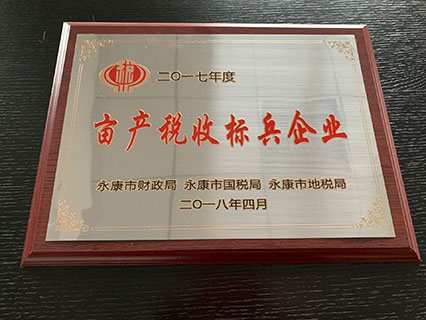 二〇一七年度
亩产税收标兵企业
永康市财政局 永康市国税局 永康市地税局
二〇一八年四月